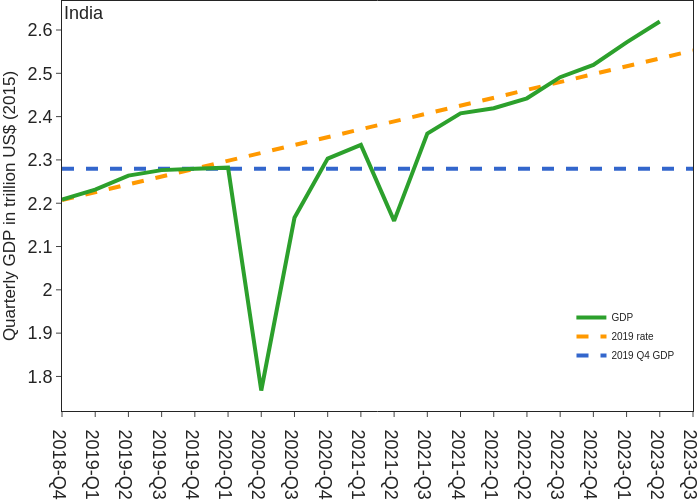 India
Quarterly GDP in trillion US$ (2015)
2.6
2.5
2.4
2.3
2.2
2.1
2
1.9
1.8
GDP
2019 rate
2019 Q4 GDP
2018-Q4
2019-Q1
2019-Q2
2019-Q3
2019-Q4
2020-Q1
2020-Q2
2020-Q3
2020-Q4
2021-Q1
2021-Q2
2021-Q3
2021-Q4
2022-Q1
2022-Q2
2022-Q3
2022-Q4
2023-Q1
2023-Q2